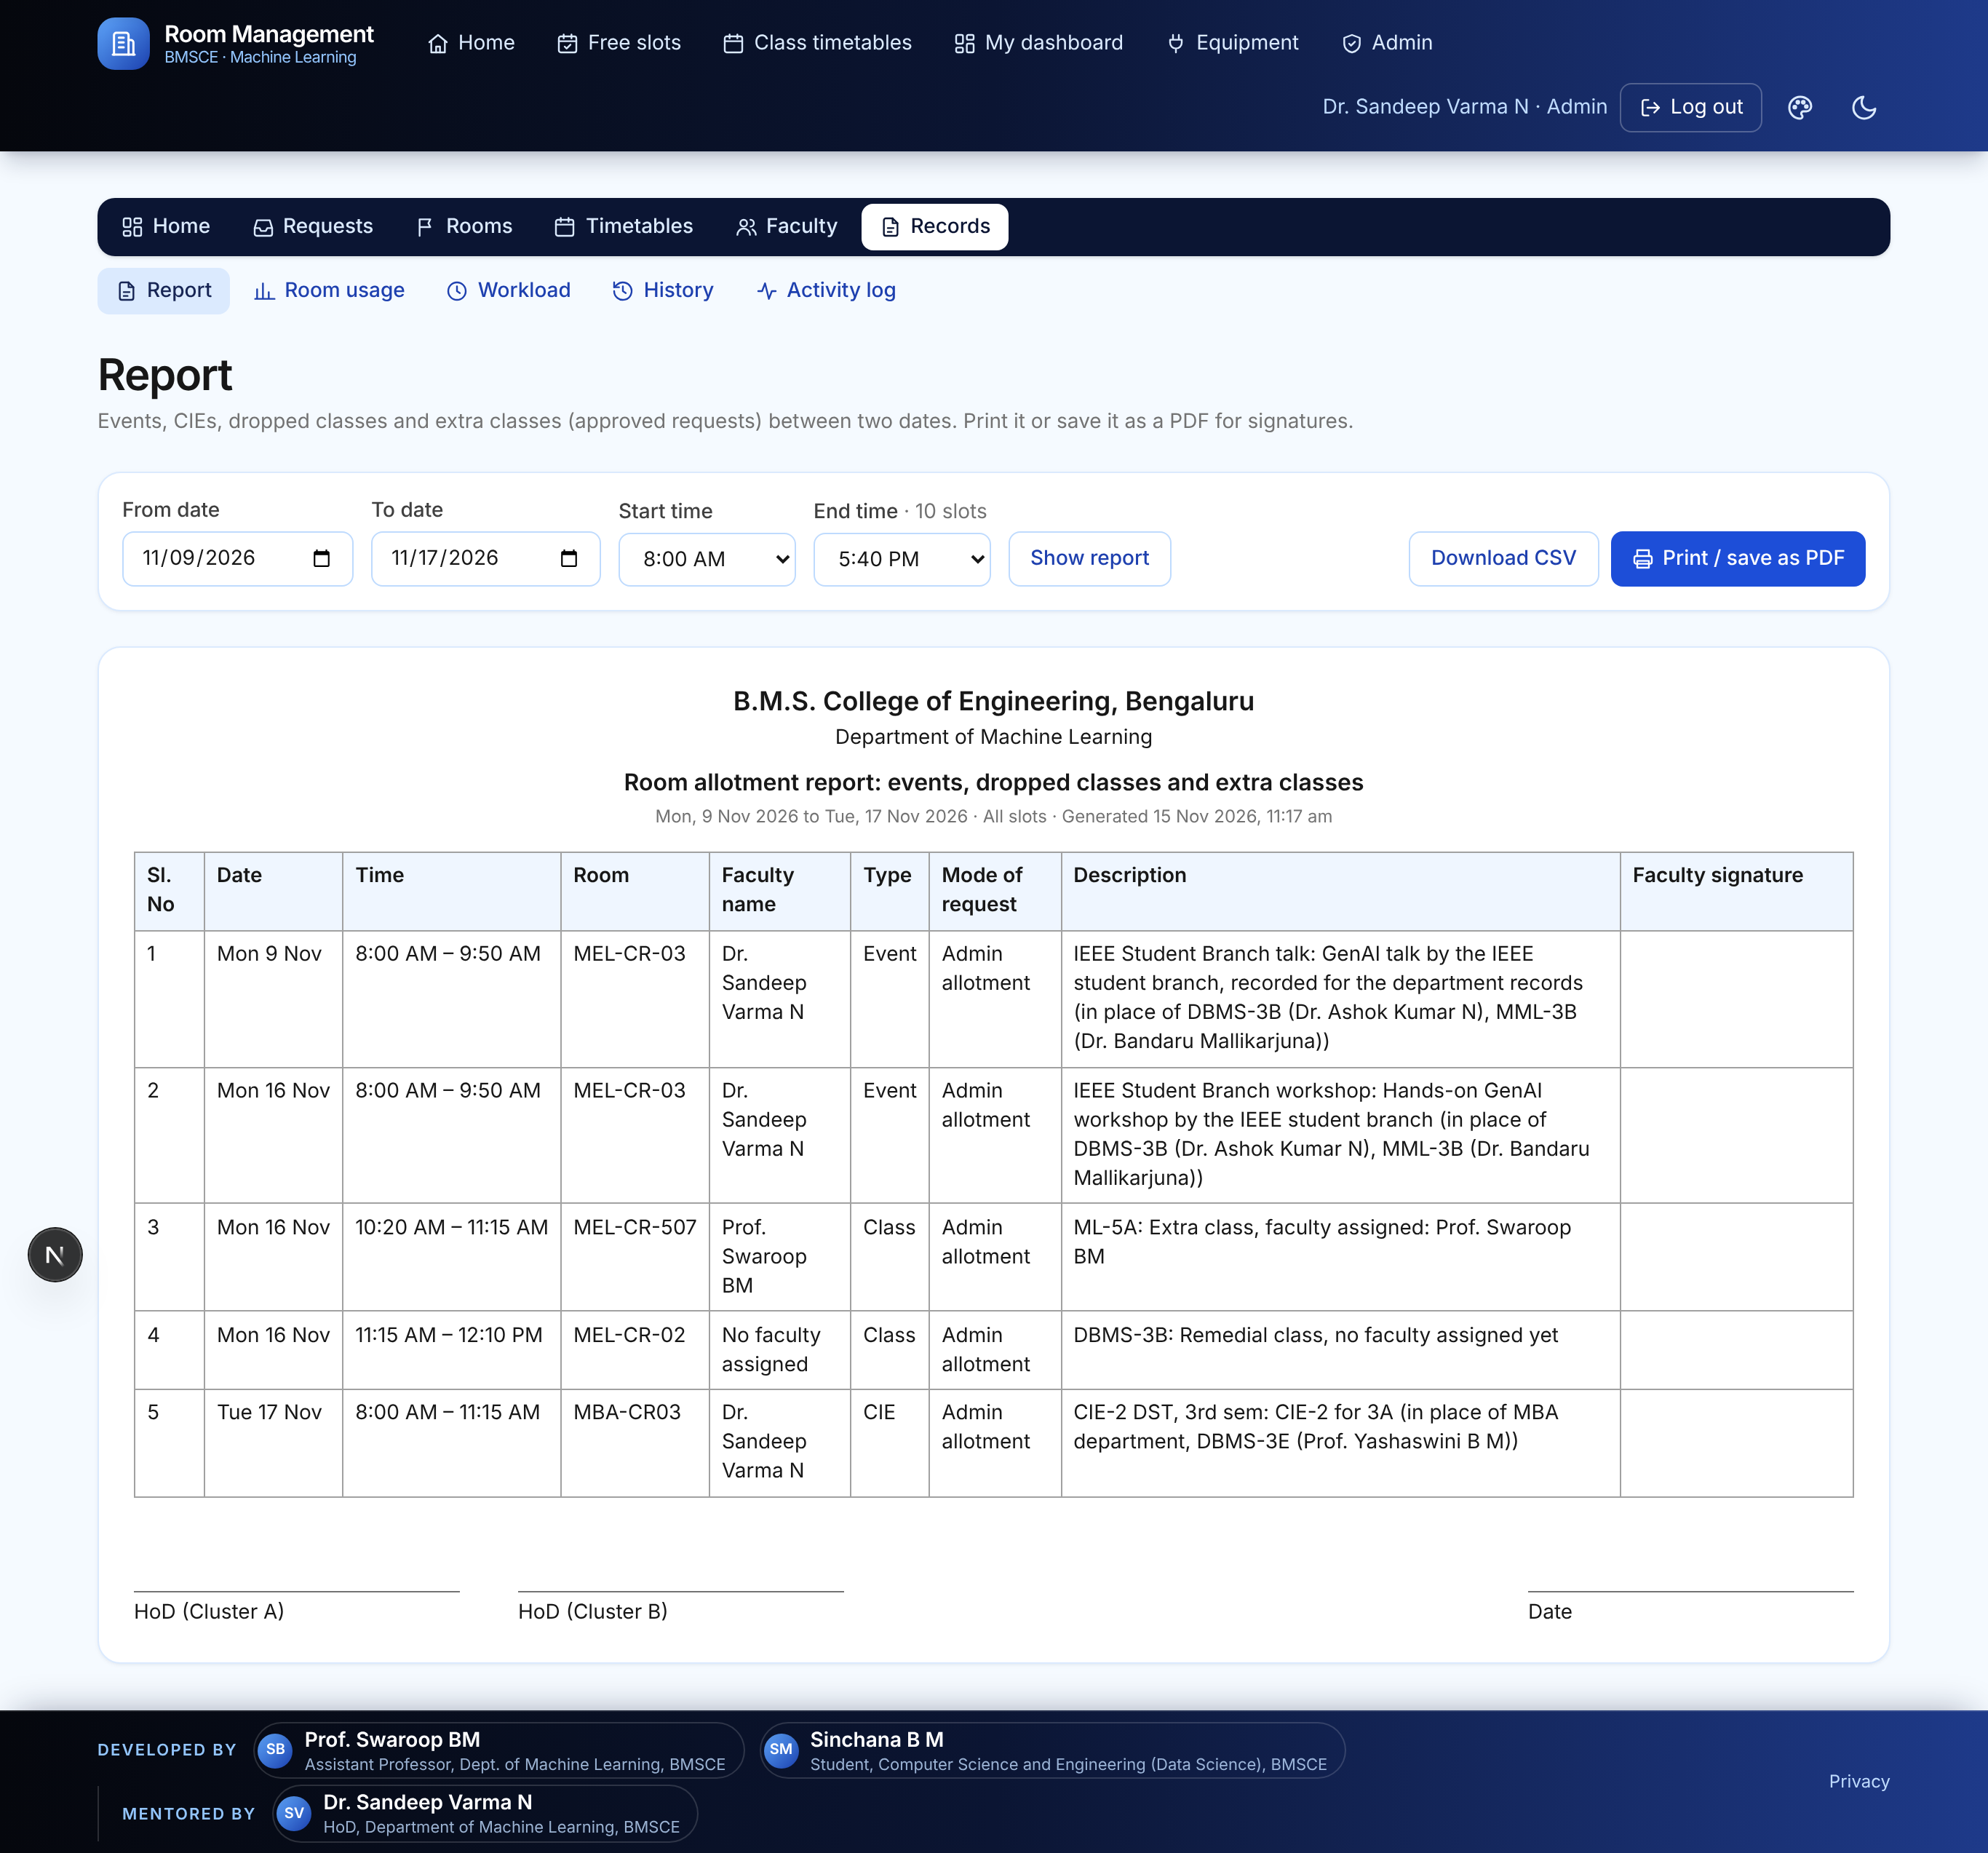 Room Management
BMSCE · Machine Learning
Home
Free slots
Class timetables
My dashboard
Equipment
Admin
Dr. Sandeep Varma N · Admin
Log out
Home
Requests
Rooms
Timetables
Faculty
Records
Report
Room usage
Workload
History
Activity log
Report
Events, CIEs, dropped classes and extra classes (approved requests) between two dates. Print it or save it as a PDF for signatures.
From date
To date
Start time
End time · 10 slots
11/09/2026
11/17/2026
8:00 AM
5:40 PM
Show report
Download CSV
Print / save as PDF
B.M.S. College of Engineering, Bengaluru
Department of Machine Learning
Room allotment report: events, dropped classes and extra classes
Mon, 9 Nov 2026 to Tue, 17 Nov 2026 · All slots · Generated 15 Nov 2026, 11:17 am
Sl.
No
Date
Time
Room
Faculty
name
Type
Mode of
request
Description
Faculty signature
1
Mon 9 Nov
8:00 AM – 9:50 AM
MEL-CR-03
Dr.
Sandeep
Varma N
Event
Admin
allotment
IEEE Student Branch talk: GenAI talk by the IEEE
student branch, recorded for the department records
(in place of DBMS-3B (Dr. Ashok Kumar N), MML-3B
(Dr. Bandaru Mallikarjuna))
2
Mon 16 Nov
8:00 AM – 9:50 AM
MEL-CR-03
Dr.
Sandeep
Varma N
Event
Admin
allotment
IEEE Student Branch workshop: Hands-on GenAI
workshop by the IEEE student branch (in place of
DBMS-3B (Dr. Ashok Kumar N), MML-3B (Dr. Bandaru
Mallikarjuna))
3
Mon 16 Nov
10:20 AM – 11:15 AM
MEL-CR-507
Prof.
Swaroop
BM
Class
Admin
allotment
ML-5A: Extra class, faculty assigned: Prof. Swaroop
BM
4
Mon 16 Nov
11:15 AM – 12:10 PM
MEL-CR-02
No faculty
assigned
Class
Admin
allotment
DBMS-3B: Remedial class, no faculty assigned yet
5
Tue 17 Nov
8:00 AM – 11:15 AM
MBA-CR03
Dr.
Sandeep
Varma N
CIE
Admin
allotment
CIE-2 DST, 3rd sem: CIE-2 for 3A (in place of MBA
department, DBMS-3E (Prof. Yashaswini B M))
HoD (Cluster A)
HoD (Cluster B)
Date
N
DEVELOPED BY
SB
Prof. Swaroop BM
Assistant Professor, Dept. of Machine Learning, BMSCE
SM
Sinchana B M
Student, Computer Science and Engineering (Data Science), BMSCE
MENTORED BY
SV
Dr. Sandeep Varma N
HoD, Department of Machine Learning, BMSCE
Privacy